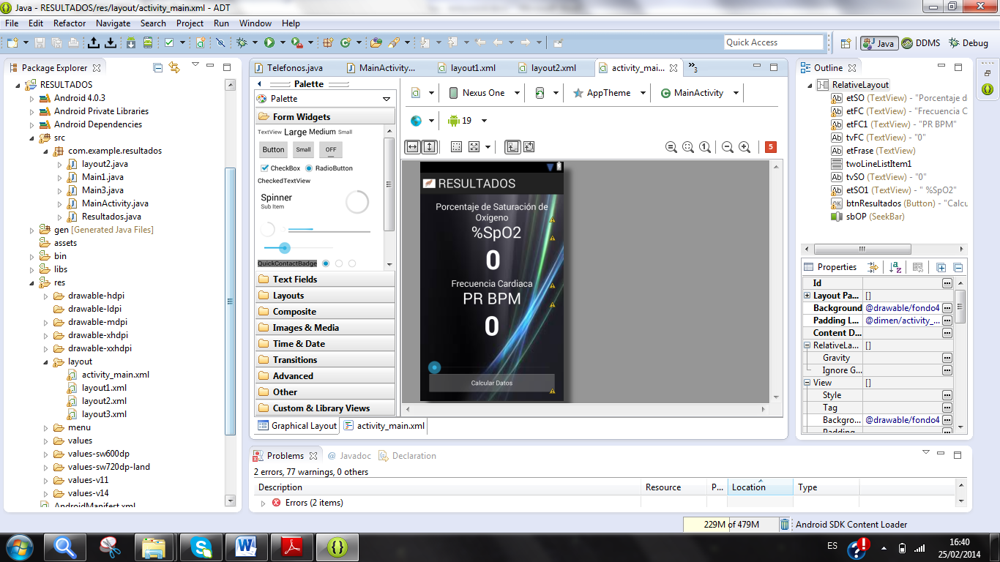 Java - RESULTADOS/res/layout/activity_main.xml - ADT
File Edit Refactor Navigate Search Project Run Window Help
Quick Access
Java DDMS Debug
Package Explorer
RESULTADOS
Android 4.0.3
Android Private Libraries
Android Dependencies
src
com.example.resultados
layout2.java
Main1.java
Main3.java
MainActivity.java
Resultados.java
gen [Generated Java Files]
assets
bin
libs
res
drawable-hdpi
drawable-ldpi
drawable-mdpi
drawable-xhdpi
drawable-xxhdpi
layout
activity_main.xml
layout1.xml
layout2.xml
layout3.xml
menu
values
values-sw600dp
values-sw720dp-land
values-v11
values-v14
AndroidManifest.xml
Telefonos.java MainActivity... layout1.xml layout2.xml activity_mai... »3
Palette
Palette
Form Widgets
TextView Large Medium Small
Button Small OFF
CheckBox RadioButton
CheckedTextView
Spinner
Sub Item
QuickContactBadge
Text Fields
Layouts
Composite
Images & Media
Time & Date
Transitions
Advanced
Other
Custom & Library Views
Nexus One AppTheme MainActivity
19
1 5
RESULTADOS
Porcentaje de Saturación de
Oxígeno
%SpO2
0
Frecuencia Cardiaca
PR BPM
0
Calcular Datos
Graphical Layout activity_main.xml
Outline
RelativeLayout
etSO (TextView) - "Porcentaje d
etFC (TextView) - "Frecuencia C
etFC1 (TextView) - "PR BPM"
tvFC (TextView) - "0"
etFrase (TextView)
twoLineListItem1
tvSO (TextView) - "0"
etSO1 (TextView) - " %SpO2"
btnResultados (Button) - "Calcu
sbOP (SeekBar)
Properties
Id
Layout Pa... []
Background @drawable/fondo4
Padding L... @dimen/activity_...
Content D...
RelativeLa... []
Gravity
Ignore G...
View []
Style
Tag
Backgro... @drawable/fondo4
Padding
Problems Javadoc Declaration
2 errors, 77 warnings, 0 others
Description Resource P... Location Type
Errors (2 items)
229M of 479M Android SDK Content Loader
ES 16:40
25/02/2014